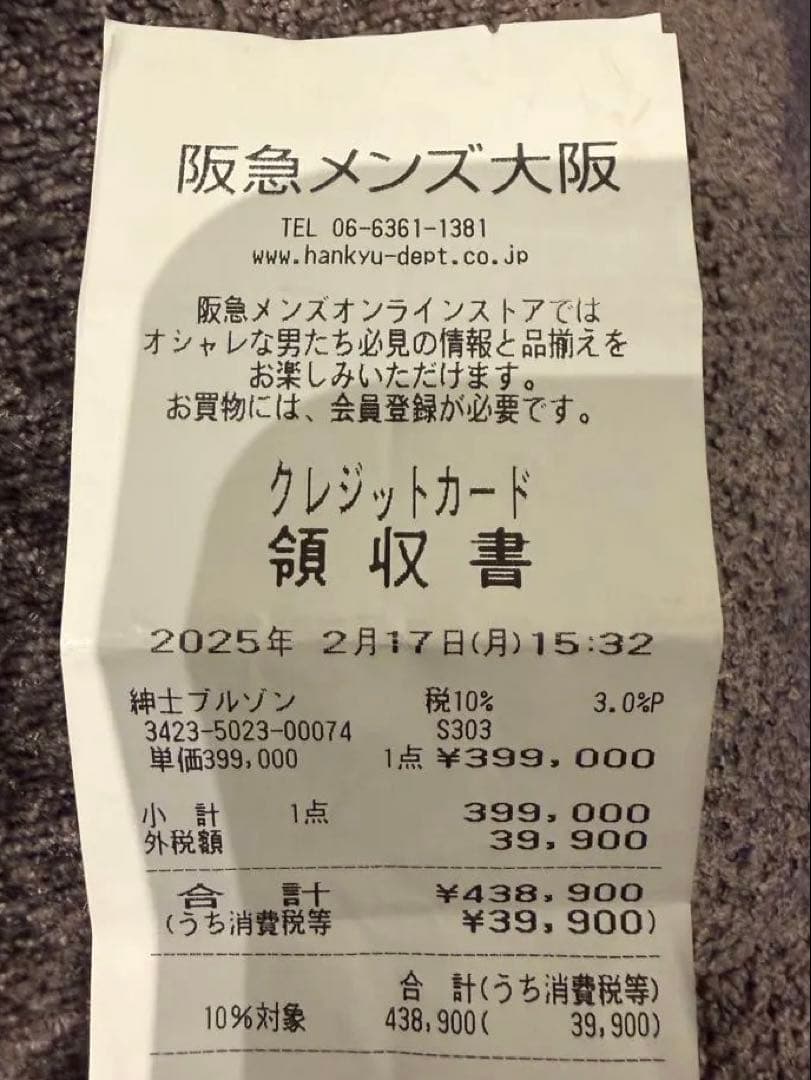 阪急メンズ大阪
TEL 06-6361-1381
www.hankyu-dept.co.jp
阪急メンズオンラインストアでは
オシャレな男たち必見の情報と品揃えを
お楽しみいただけます。
お買物には、会員登録が必要です。
クレジットカード
領収書
2025年 2月17日(月)15:32
紳士ブルゾン 税10% 3.0%P
3423-5023-00074 S303
単価399,000 1点 ¥399,000
小計 1点 399,000
外税額 39,900
合計 ¥438,900
(うち消費税等 ¥39,900)
合計(うち消費税等)
10%対象 438,900( 39,900)